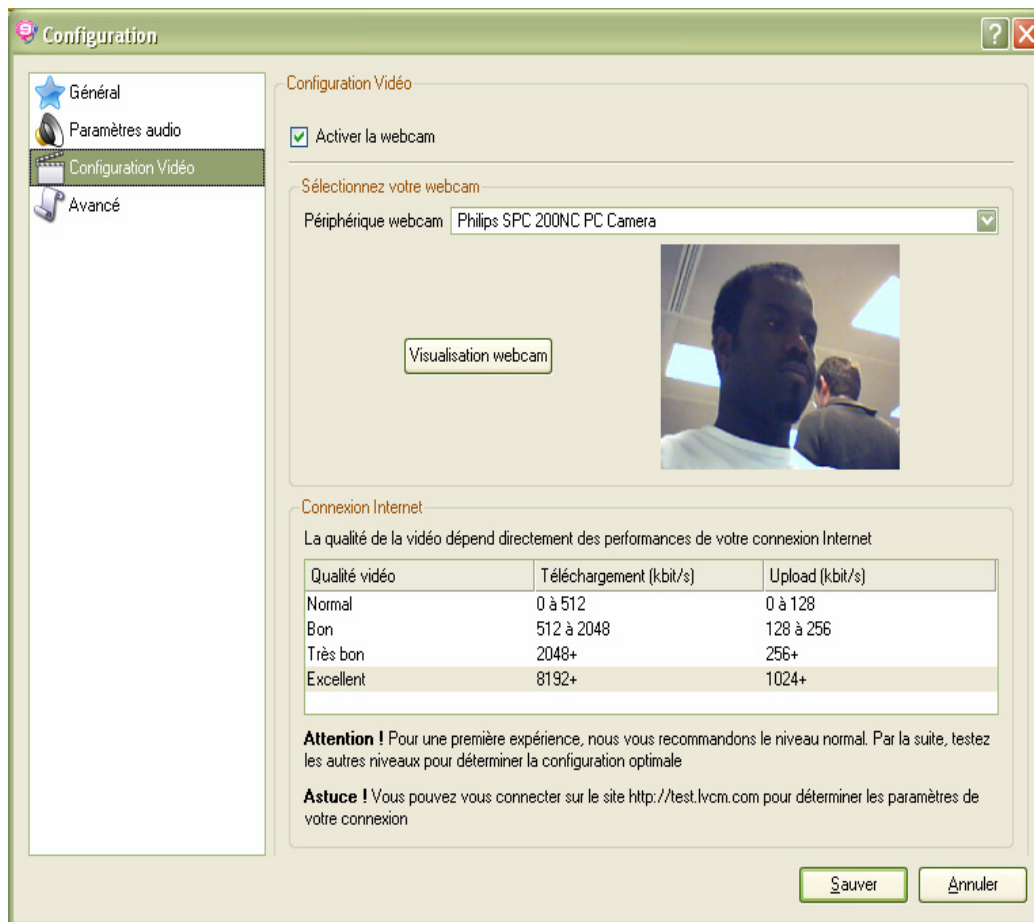 Configuration
Général
Paramètres audio
Configuration Vidéo
Avancé
Configuration Vidéo
Activer la webcam
Sélectionnez votre webcam
Périphérique webcam Philips SPC 200NC PC Camera
Visualisation webcam
Connexion Internet
La qualité de la vidéo dépend directement des performances de votre connexion Internet
Qualité vidéo Téléchargement (kbit/s) Upload (kbit/s)
Normal 0 à 512 0 à 128
Bon 512 à 2048 128 à 256
Très bon 2048+ 256+
Excellent 8192+ 1024+
Attention ! Pour une première expérience, nous vous recommandons le niveau normal. Par la suite, testez
les autres niveaux pour déterminer la configuration optimale
Astuce ! Vous pouvez vous connecter sur le site http://test.lvcm.com pour déterminer les paramètres de
votre connexion
Sauver Annuler